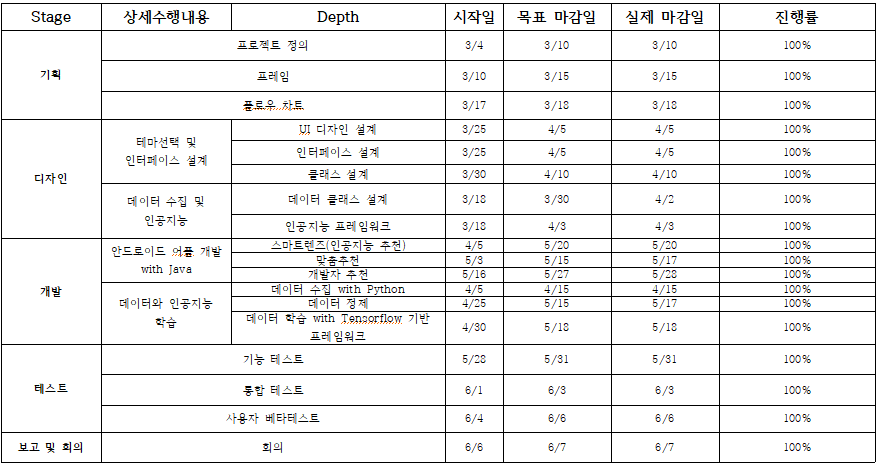 Stage 상세수행내용 Depth 시작일 목표 마감일 실제 마감일 진행률
기획 프로젝트 정의 3/4 3/10 3/10 100%
프레임 3/10 3/15 3/15 100%
플로우 차트 3/17 3/18 3/18 100%
디자인 테마선택 및 인터페이스 설계 UI 디자인 설계 3/25 4/5 4/5 100%
인터페이스 설계 3/25 4/5 4/5 100%
클래스 설계 3/30 4/10 4/10 100%
데이터 수집 및 인공지능 데이터 클래스 설계 3/18 3/30 4/2 100%
인공지능 프레임워크 3/18 4/3 4/3 100%
개발 안드로이드 어플 개발 with Java 스마트렌즈(인공지능 추천) 4/5 5/20 5/20 100%
맞춤추천 5/3 5/15 5/17 100%
개발자 추천 5/16 5/27 5/28 100%
데이터와 인공지능 학습 데이터 수집 with Python 4/5 4/15 4/15 100%
데이터 정제 4/25 5/15 5/17 100%
데이터 학습 with Tensorflow 기반 프레임워크 4/30 5/18 5/18 100%
테스트 기능 테스트 5/28 5/31 5/31 100%
통합 테스트 6/1 6/3 6/3 100%
사용자 베타테스트 6/4 6/6 6/6 100%
보고 및 회의 회의 6/6 6/7 6/7 100%